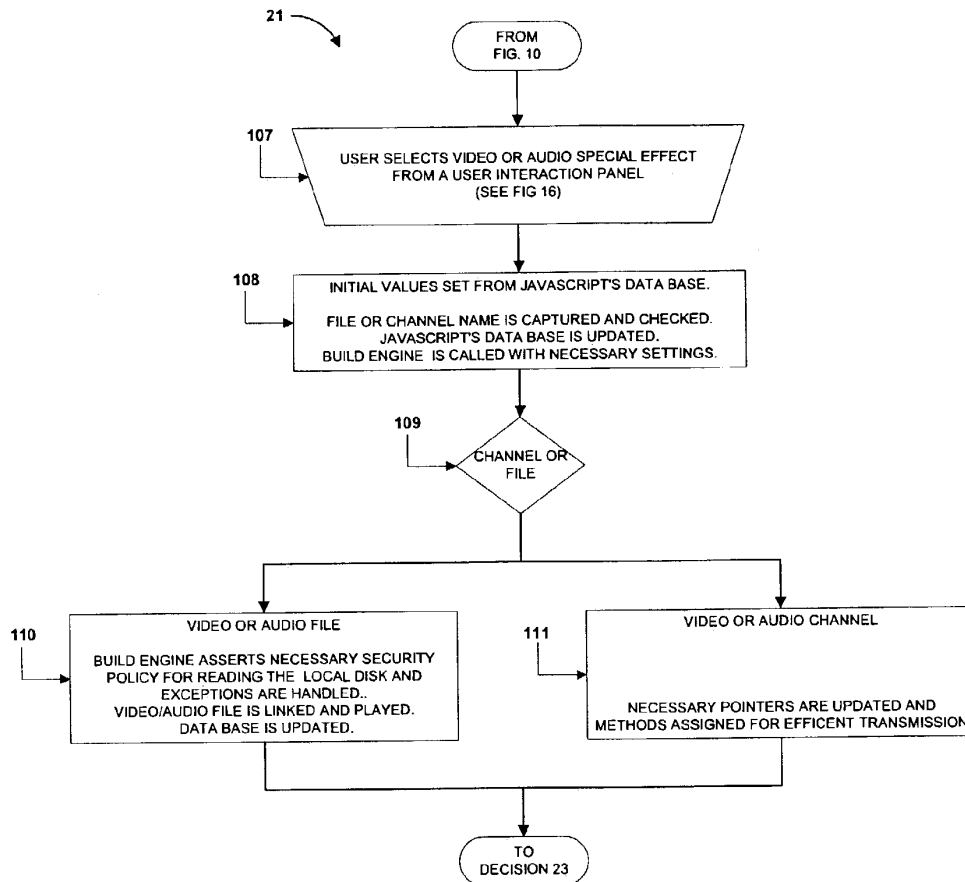 21
FROM
FIG. 10
107
USER SELECTS VIDEO OR AUDIO SPECIAL EFFECT
FROM A USER INTERACTION PANEL
(SEE FIG 16)
108
INITIAL VALUES SET FROM JAVASCRIPT'S DATA BASE.
FILE OR CHANNEL NAME IS CAPTURED AND CHECKED.
JAVASCRIPT'S DATA BASE IS UPDATED.
BUILD ENGINE IS CALLED WITH NECESSARY SETTINGS.
109
CHANNEL OR
FILE
110
VIDEO OR AUDIO FILE
BUILD ENGINE ASSERTS NECESSARY SECURITY
POLICY FOR READING THE LOCAL DISK AND
EXCEPTIONS ARE HANDLED..
VIDEO/AUDIO FILE IS LINKED AND PLAYED.
DATA BASE IS UPDATED.
111
VIDEO OR AUDIO CHANNEL
NECESSARY POINTERS ARE UPDATED AND
METHODS ASSIGNED FOR EFFICENT TRANSMISSION
TO
DECISION 23